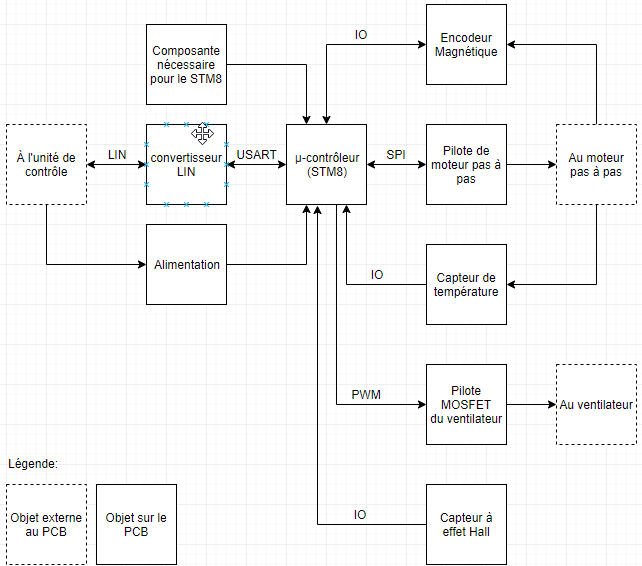 Composante
nécessaire
pour le STM8
IO
Encodeur
Magnétique
À l'unité de
contrôle
LIN
convertisseur
LIN
USART
µ-contrôleur
(STM8)
SPI
Pilote de
moteur pas à
pas
Au moteur
pas à pas
Alimentation
IO
Capteur de
température
PWM
Pilote
MOSFET
du ventilateur
Au ventilateur
Légende:
Objet externe
au PCB
Objet sur le
PCB
IO
Capteur à
effet Hall